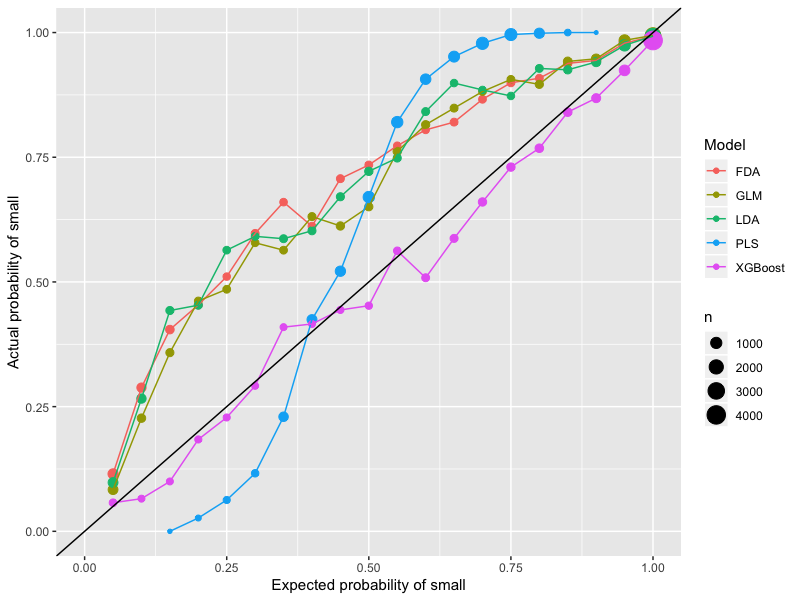 1.00
0.75
0.50
0.25
0.00
Actual probability of small
0.00 0.25 0.50 0.75 1.00
Expected probability of small
Model
FDA
GLM
LDA
PLS
XGBoost
n
1000
2000
3000
4000